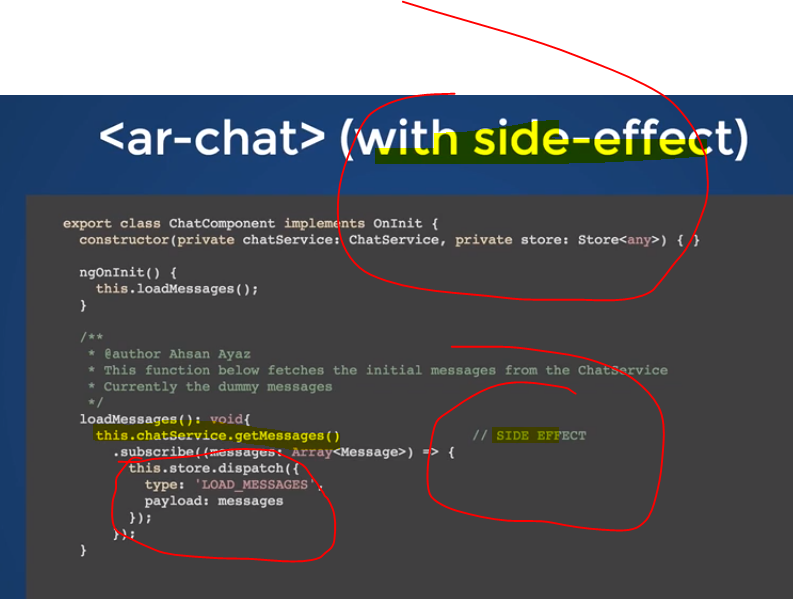 <ar-chat> (with side-effect)
export class ChatComponent implements OnInit {
constructor(private chatService: ChatService, private store: Store<any>) { }
ngOnInit() {
this.loadMessages();
}
/**
* @author Ahsan Ayaz
* This function below fetches the initial messages from the ChatService
* Currently the dummy messages
*/
loadMessages(): void{
this.chatService.getMessages() // SIDE EFFECT
.subscribe((messages: Array<Message>) => {
this.store.dispatch({
type: 'LOAD_MESSAGES',
payload: messages
});
});
}